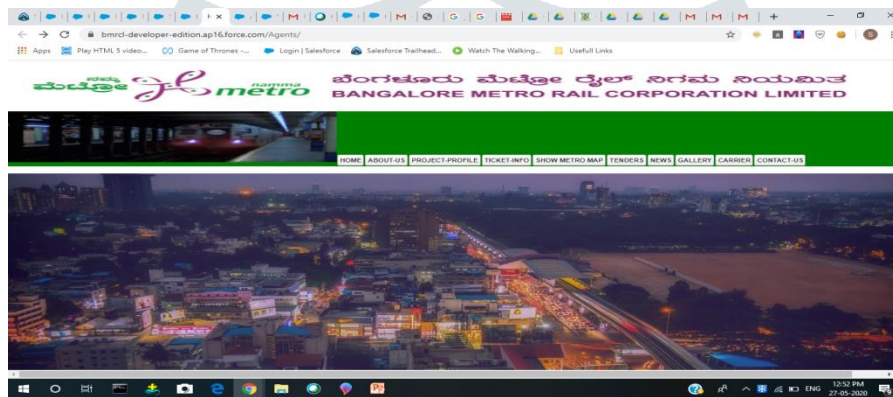 bmrcl-developer-edition.ap16.force.com/Agents/
Apps Play HTML 5 video... Game of Thrones -... Login | Salesforce Salesforce Trailhead... Watch The Walking... Usefull Links
ನಮ್ಮ
ಮೆಟ್ರೋ
namma
metro
ಬೆಂಗಳೂರು ಮೆಟ್ರೋ ರೈಲ್ ನಿಗಮ ನಿಯಮಿತ
BANGALORE METRO RAIL CORPORATION LIMITED
HOME ABOUT-US PROJECT-PROFILE TICKET-INFO SHOW METRO MAP TENDERS NEWS GALLERY CARRIER CONTACT-US
ENG
12:52 PM
27-05-2020